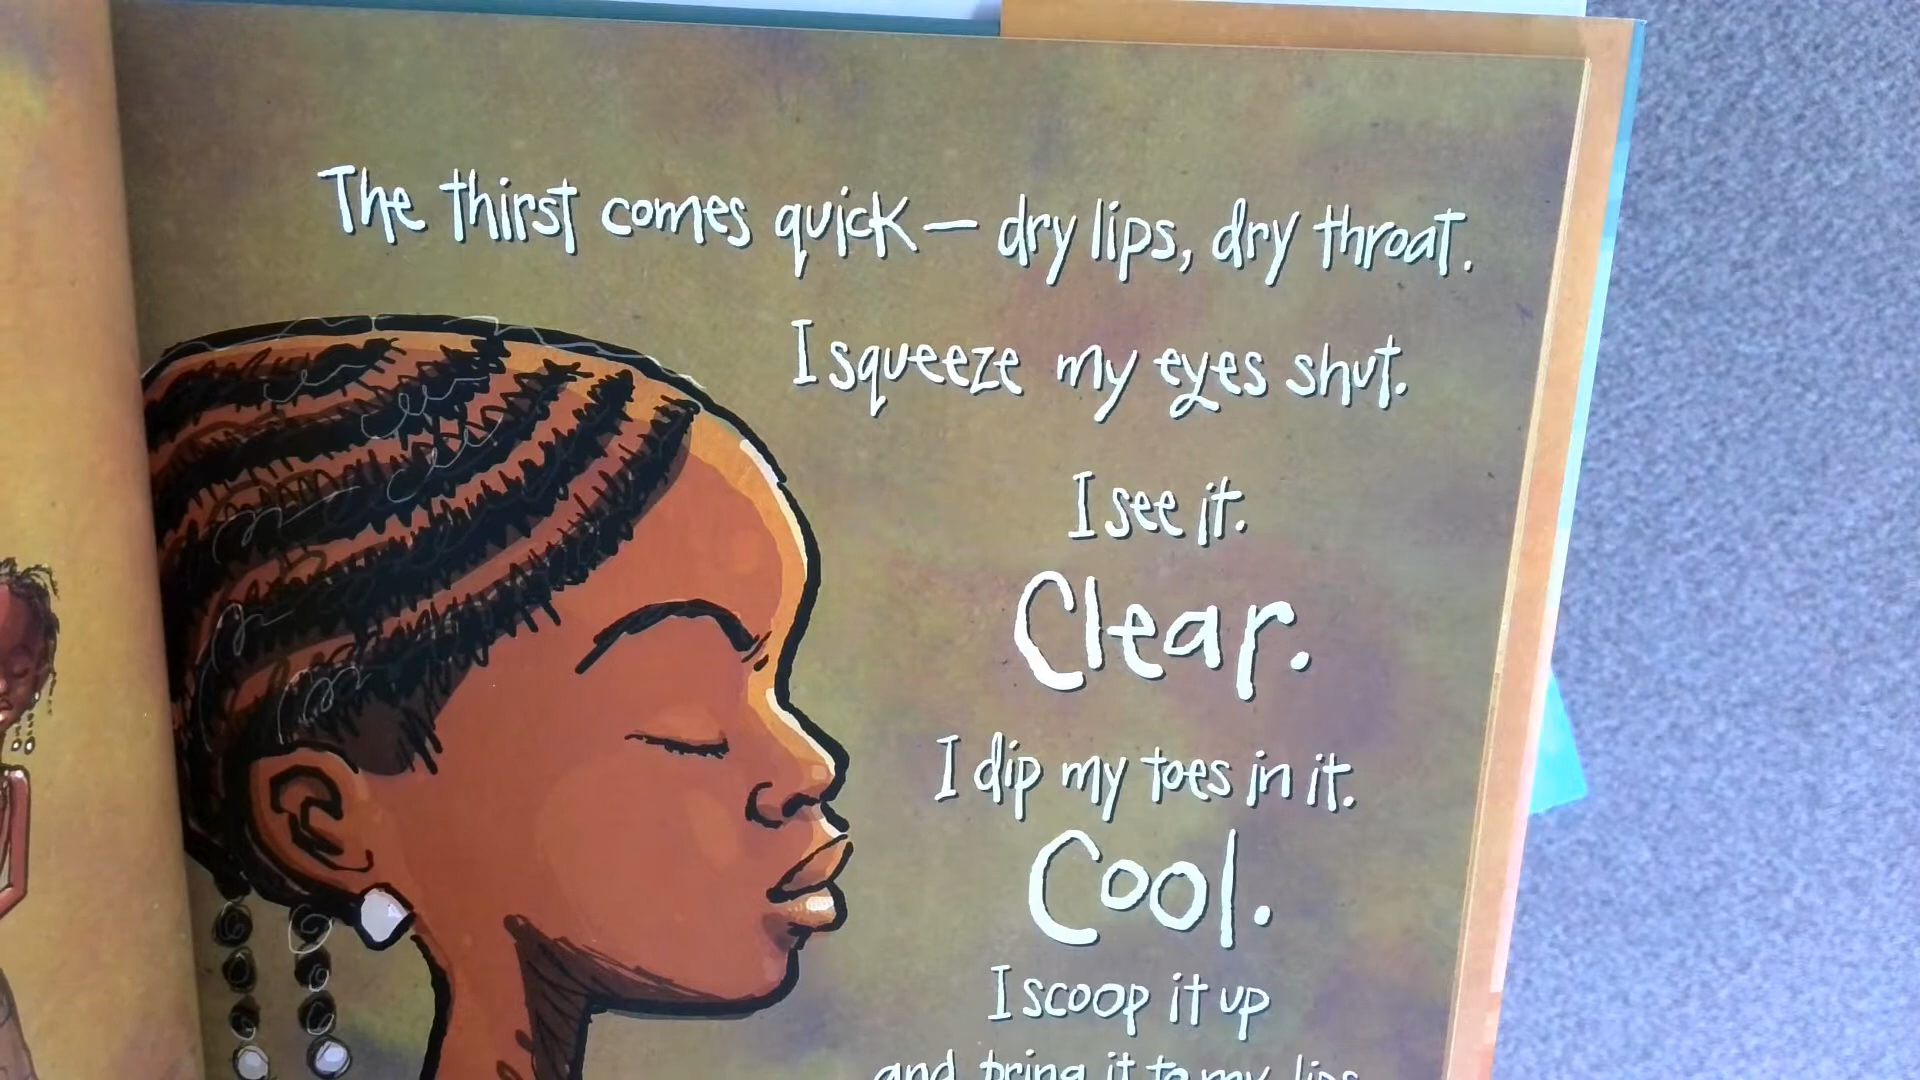 The thirst comes quick — dry lips, dry throat.
I squeeze my eyes shut.
I see it.
Clear.
I dip my toes in it.
Cool.
I scoop it up
and bring it to my lips